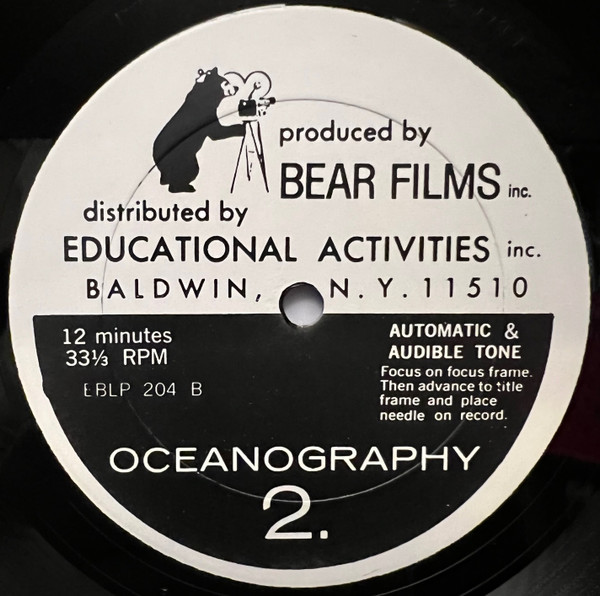 produced by
BEAR FILMS inc.
distributed by
EDUCATIONAL ACTIVITIES inc.
BALDWIN, N.Y. 11510
12 minutes
33⅓ RPM
EBLP 204 B
AUTOMATIC &
AUDIBLE TONE
Focus on focus frame.
Then advance to title
frame and place
needle on record.
OCEANOGRAPHY
2.